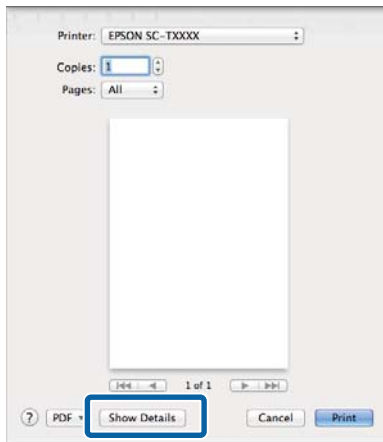 Printer: EPSON SC-TXXXX
Copies: 1
Pages: All
1 of 1
? PDF Show Details Cancel Print